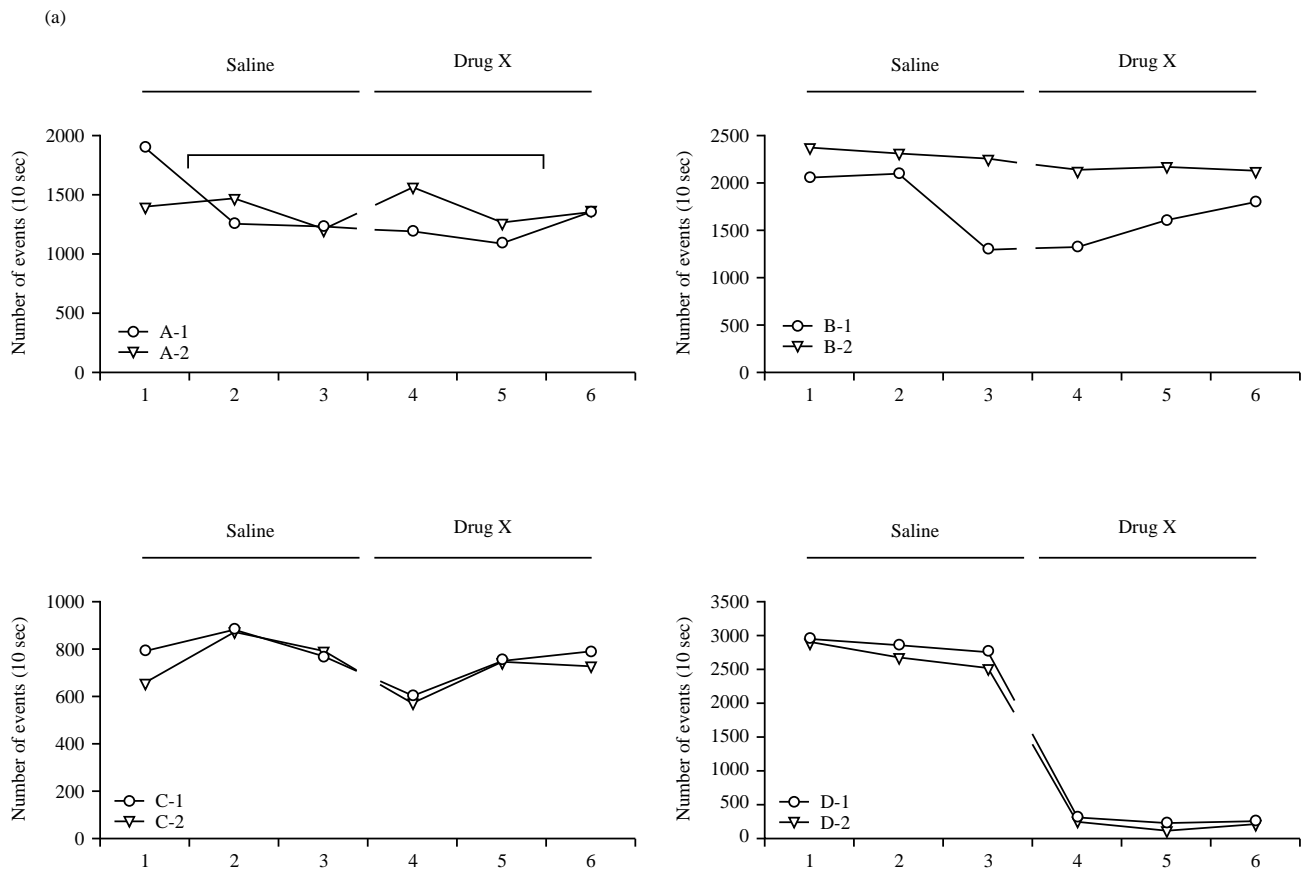 (a)
Saline
Drug X
Number of events (10 sec)
2000
1500
1000
500
0
A-1
A-2
1 2 3 4 5 6
Saline
Drug X
Number of events (10 sec)
2500
2000
1500
1000
500
0
B-1
B-2
1 2 3 4 5 6
Saline
Drug X
Number of events (10 sec)
1000
800
600
400
200
0
C-1
C-2
1 2 3 4 5 6
Saline
Drug X
Number of events (10 sec)
3500
3000
2500
2000
1500
1000
500
0
D-1
D-2
1 2 3 4 5 6